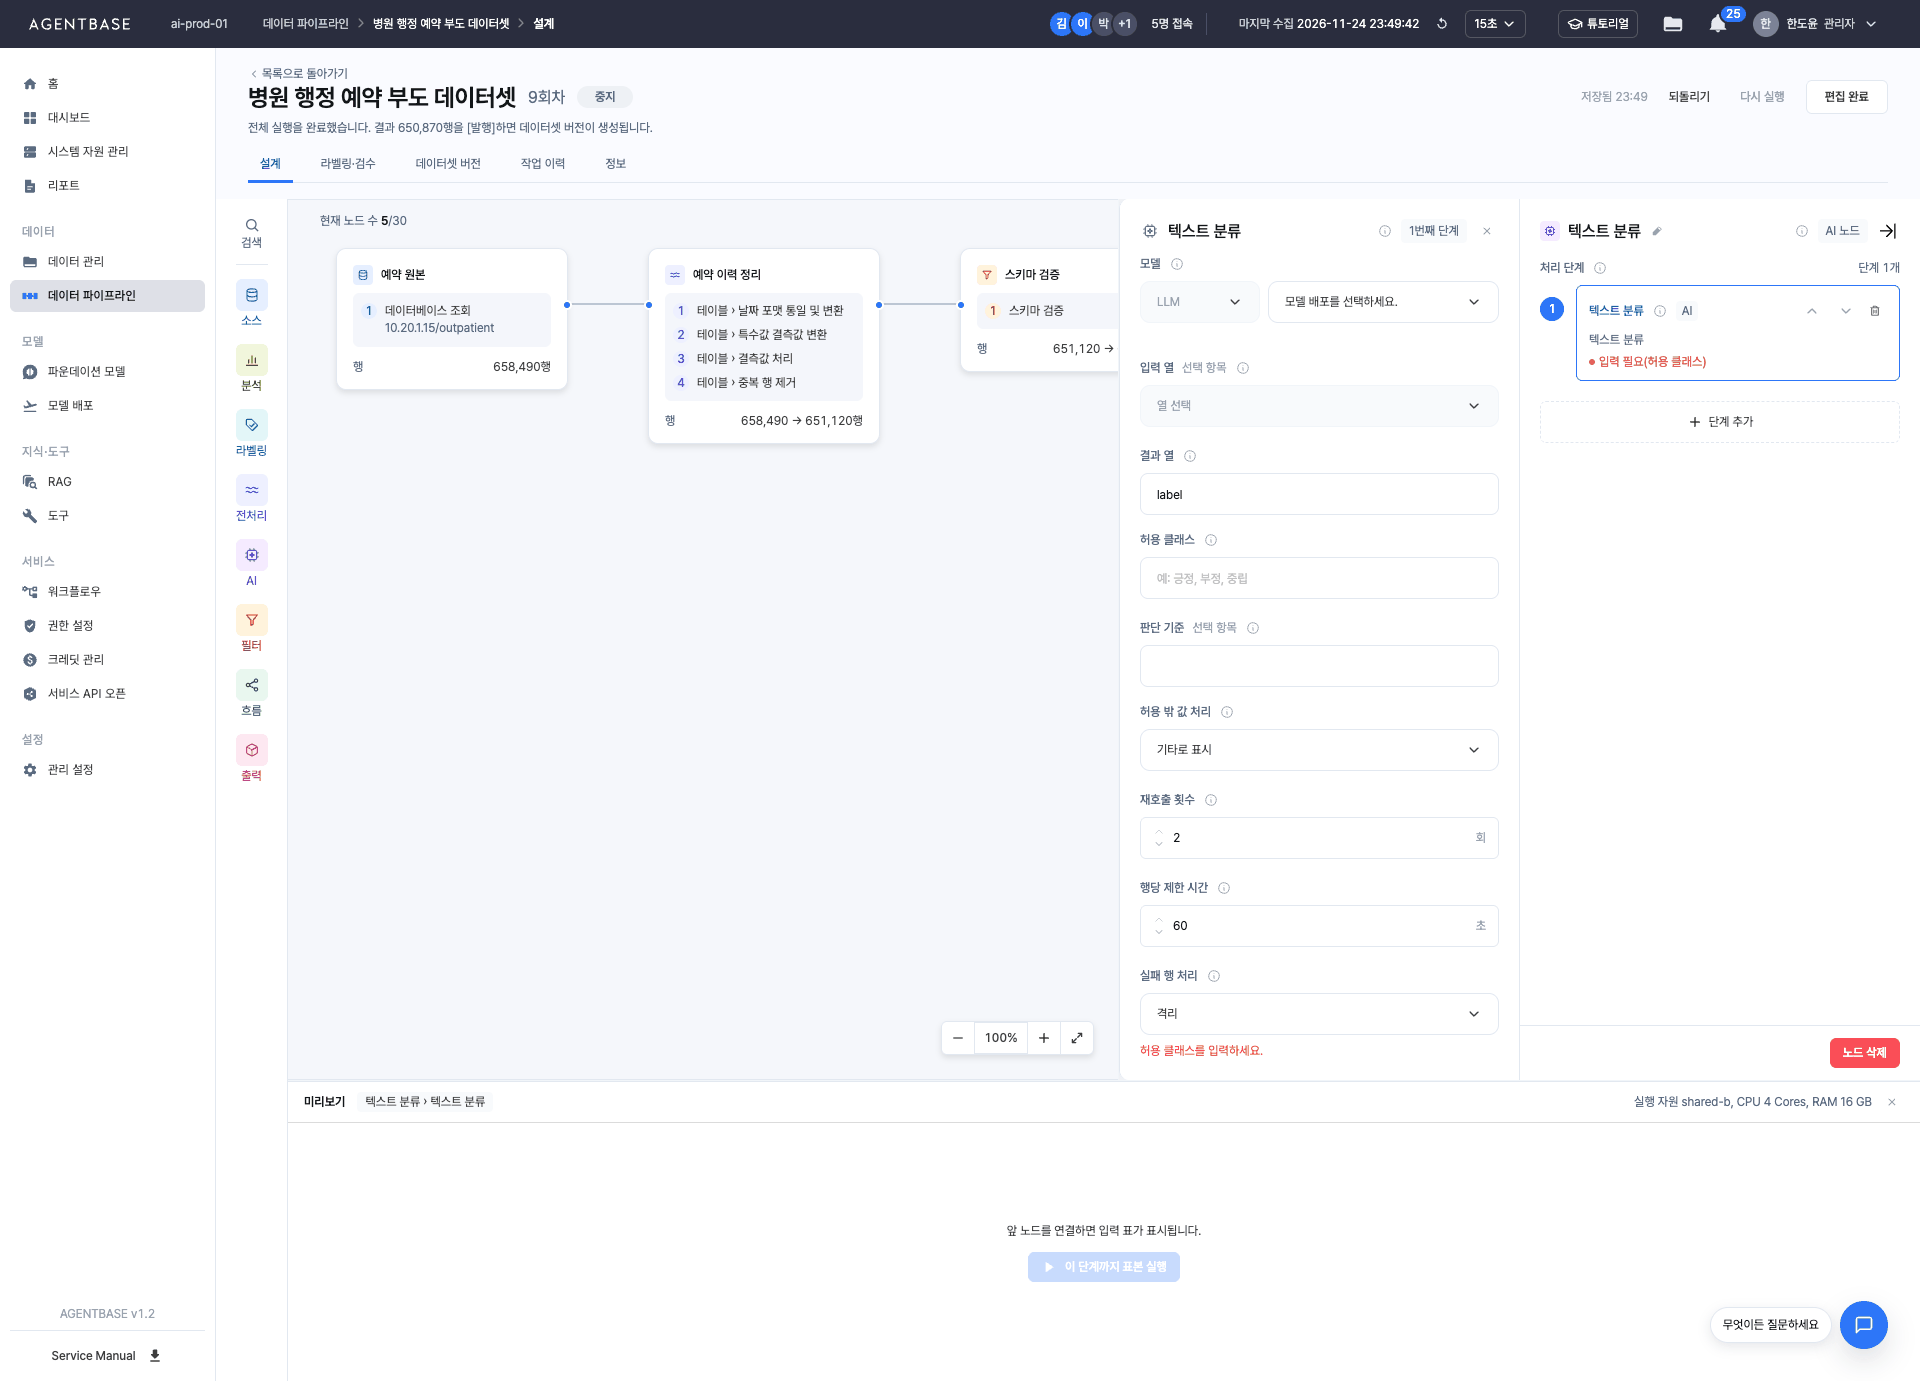 AGENTBASE
ai-prod-01
데이터 파이프라인 > 병원 행정 예약 부도 데이터셋 > 설계
김 이 박 +1 5명 접속
마지막 수집 2026-11-24 23:49:42
15초
튜토리얼
25
한 한도윤 관리자
홈
대시보드
시스템 자원 관리
리포트
데이터
데이터 관리
데이터 파이프라인
모델
파운데이션 모델
모델 배포
지식·도구
RAG
도구
서비스
워크플로우
권한 설정
크레딧 관리
서비스 API 오픈
설정
관리 설정
AGENTBASE v1.2
Service Manual
목록으로 돌아가기
병원 행정 예약 부도 데이터셋 9회차 중지
전체 실행을 완료했습니다. 결과 650,870행을 [발행]하면 데이터셋 버전이 생성됩니다.
저장됨 23:49 되돌리기 다시 실행 편집 완료
설계 라벨링·검수 데이터셋 버전 작업 이력 정보
검색
소스
분석
라벨링
전처리
AI
필터
흐름
출력
현재 노드 수 5/30
예약 원본
1 데이터베이스 조회
10.20.1.15/outpatient
행 658,490행
예약 이력 정리
1 테이블 › 날짜 포맷 통일 및 변환
2 테이블 › 특수값 결측값 변환
3 테이블 › 결측값 처리
4 테이블 › 중복 행 제거
행 658,490 → 651,120행
스키마 검증
1 스키마 검증
행 651,120 →
100%
텍스트 분류 1번째 단계
모델
LLM 모델 배포를 선택하세요.
입력 열 선택 항목
열 선택
결과 열
label
허용 클래스
예: 긍정, 부정, 중립
판단 기준 선택 항목
허용 밖 값 처리
기타로 표시
재호출 횟수
2 회
행당 제한 시간
60 초
실패 행 처리
격리
허용 클래스를 입력하세요.
텍스트 분류 AI 노드
처리 단계 단계 1개
1 텍스트 분류 AI
텍스트 분류
입력 필요(허용 클래스)
단계 추가
노드 삭제
미리보기 텍스트 분류 › 텍스트 분류
실행 자원 shared-b, CPU 4 Cores, RAM 16 GB
앞 노드를 연결하면 입력 표가 표시됩니다.
이 단계까지 표본 실행
무엇이든 질문하세요